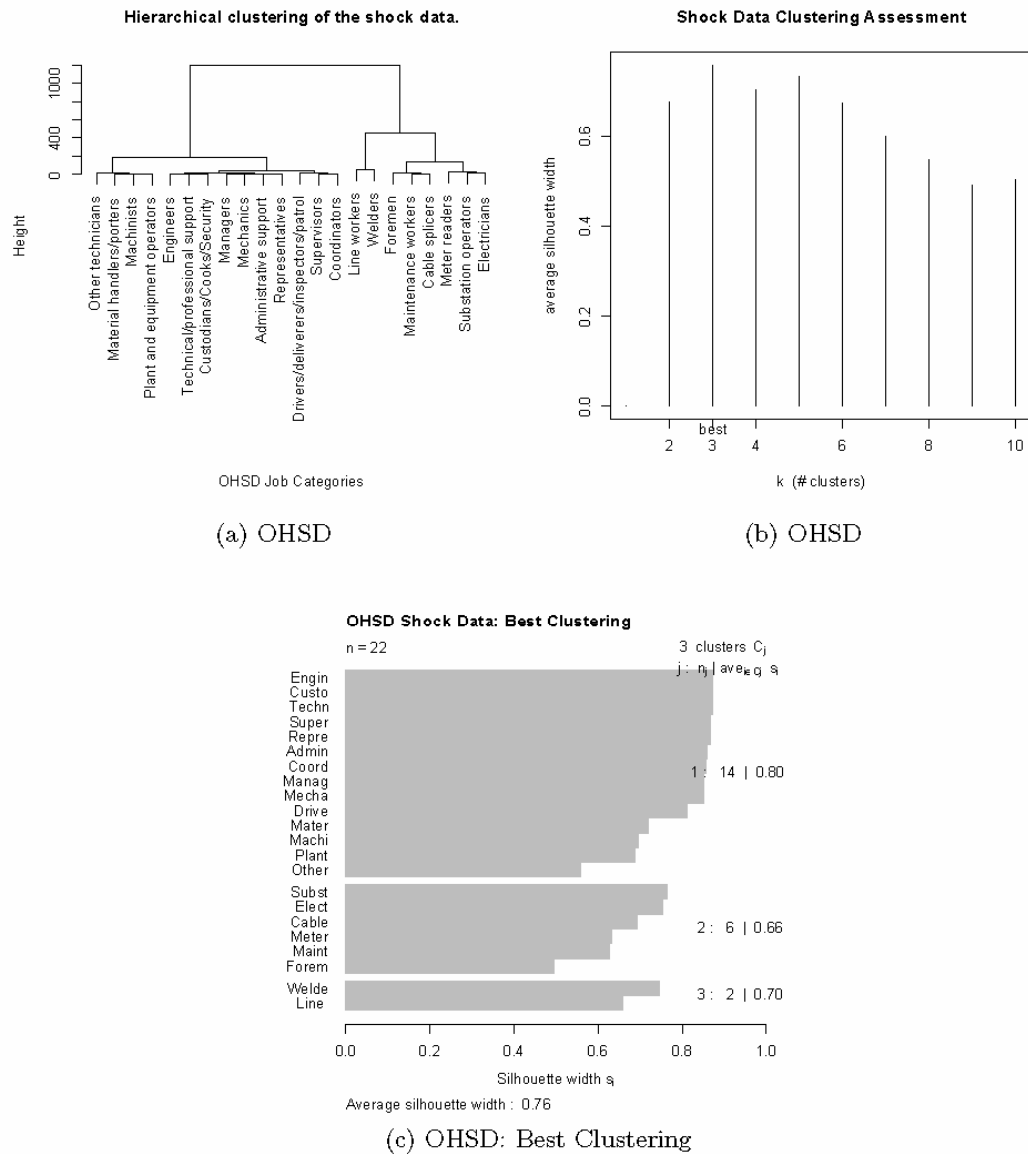 Hierarchical clustering of the shock data.
Height
0
400
1000
Other technicians
Material handlers/porters
Machinists
Plant and equipment operators
Engineers
Technical/professional support
Custodians/Cooks/Security
Managers
Mechanics
Administrative support
Representatives
Drivers/deliverers/inspectors/patrol
Supervisors
Coordinators
Line workers
Welders
Foremen
Maintenance workers
Cable splicers
Meter readers
Substation operators
Electricians
OHSD Job Categories
(a) OHSD
Shock Data Clustering Assessment
average silhouette width
0.0
0.2
0.4
0.6
best
2 3 4 6 8 10
k (# clusters)
(b) OHSD
OHSD Shock Data: Best Clustering
n = 22
3 clusters Cj
j : nj | ave i∈Cj si
Engin
Custo
Techn
Super
Repre
Admin
Coord
Manag
Mecha
Drive
Mater
Machi
Plant
Other
1 : 14 | 0.80
Subst
Elect
Cable
Meter
Maint
Forem
2 : 6 | 0.66
Welde
Line
3 : 2 | 0.70
0.0 0.2 0.4 0.6 0.8 1.0
Silhouette width si
Average silhouette width : 0.76
(c) OHSD: Best Clustering